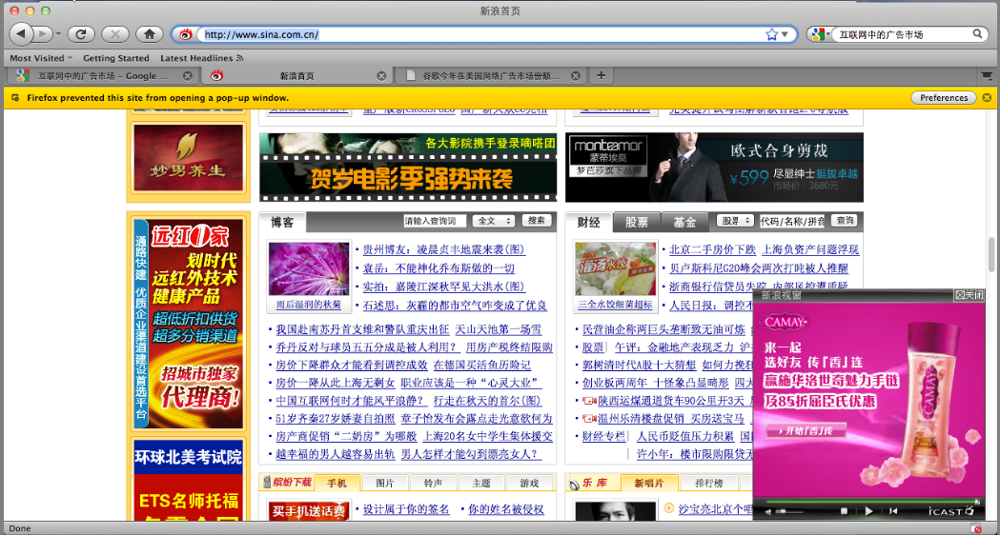 新浪首页
http://www.sina.com.cn/
互联网中的广告市场
Most Visited
Getting Started
Latest Headlines
互联网中的广告市场 – Google ...
新浪首页
谷歌今年在美国网络广告市场份额...
Firefox prevented this site from opening a pop-up window.
Preferences
妙男养生
各大影院携手登录嘀嗒团
贺岁电影季强势来袭
monteamor
蒙蒂埃莫
梦芭莎旗下品牌
欧式合身剪裁
¥599 尽显绅士挺拔卓越
市场价：3680元
通路快建 优质企业渠道建设首选平台
远红1家
划时代
远红外技术
健康产品
超低折扣供货
超多分销渠道
招城市独家
代理商!
环球北美考试院
ETS名师托福
博客
请输入查询词
全文
搜索
雨后湿润的秋菊
贵州博友：凌晨贞丰地震来袭(图)
袁岳：不能神化乔布斯做的一切
实拍：嘉陵江深秋罕见大洪水(图)
石述思：灰霾的都市空气咋变成了优良
我国赴南苏丹首支维和警队重庆出征 天山天池第一场雪
乔丹反对与球员五五分成是被人利用？ 用房产税终结限购
房价下降群众才能看到调控成效 在德国买活鱼历险记
房价一降从此上海无剩女 职业应该是一种“心灵大业”
中国互联网何时才能风平浪静？ 行走在秋天的首尔(图)
51岁齐秦27岁娇妻自拍照 章子怡发布会露点走光意欲何为
房产商促销“二奶房”为哪般 上海20名女中学生集体援交
越幸福的男人越容易出轨 男人怎样才能勾到漂亮女人？
财经
股票
基金
股票
代码/名称/拼音
查询
三全水饺细菌超标
北京二手房价下跌 上海负资产问题浮现
贝卢斯科尼G20峰会两次打盹被人推醒
浙商银行信贷员失踪 内部风控遭质疑
人民日报：调控不
民营油企称两巨头垄断致无油可炼
股票| 午评：金融地产表现乏力 沪
郭树清时代A股十大猜想 如何力挽狂
创业板两周年 十怪象凸显畸形 四大
陕西运煤通道货车90公里开3天
温州乐清楼盘促销 买房送宝马
财经专栏| 人民币贬值压力积累 国
许小年：楼市限购限贷无
新浪视窗
关闭
CAMAY
来一起
选好友 传「香」连
赢施华洛世奇魅力手链
及85折屈臣氏优惠
开始「香」传
CAMAY
iCAST
缤纷下载
手机
图片
铃声
主题
游戏
买手机送话费
设计属于你的签名
你的姓名被侵权
乐库
新唱片
排行榜
沙宝亮北京个唱
Done